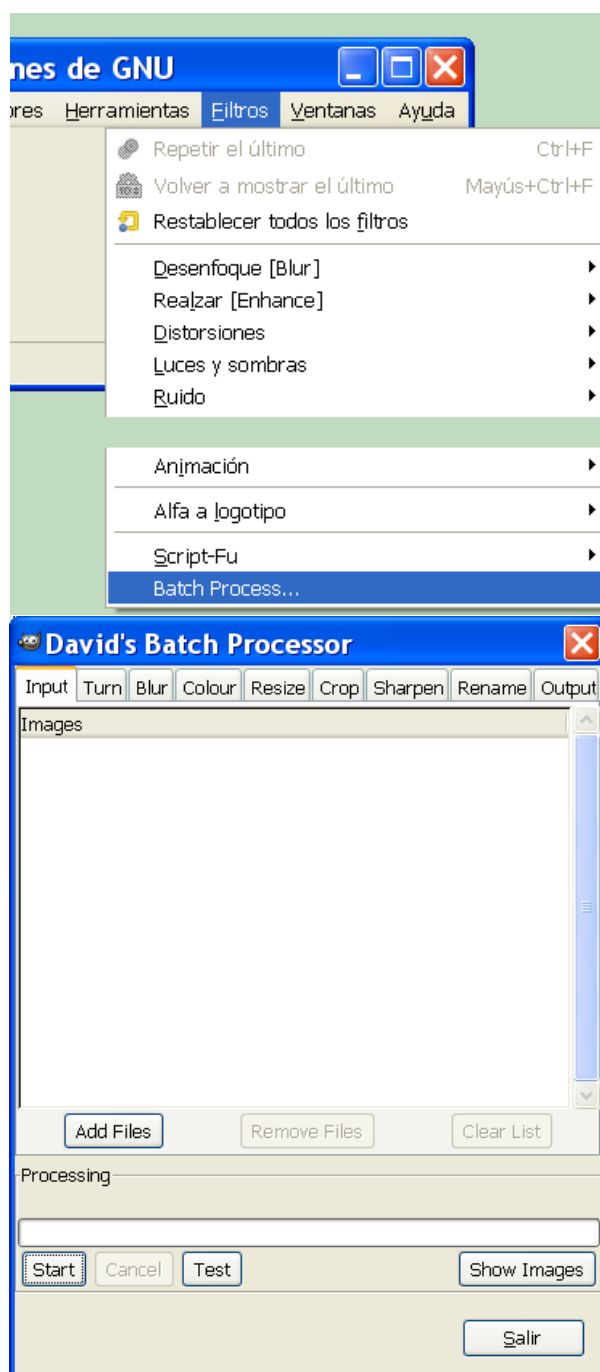 nes de GNU
ores Herramientas Filtros Ventanas Ayuda
Repetir el último Ctrl+F
Volver a mostrar el último Mayús+Ctrl+F
Restablecer todos los filtros
Desenfoque [Blur]
Realzar [Enhance]
Distorsiones
Luces y sombras
Ruido
Animación
Alfa a logotipo
Script-Fu
Batch Process...
David's Batch Processor
Input Turn Blur Colour Resize Crop Sharpen Rename Output
Images
Add Files Remove Files Clear List
Processing
Start Cancel Test Show Images
Salir